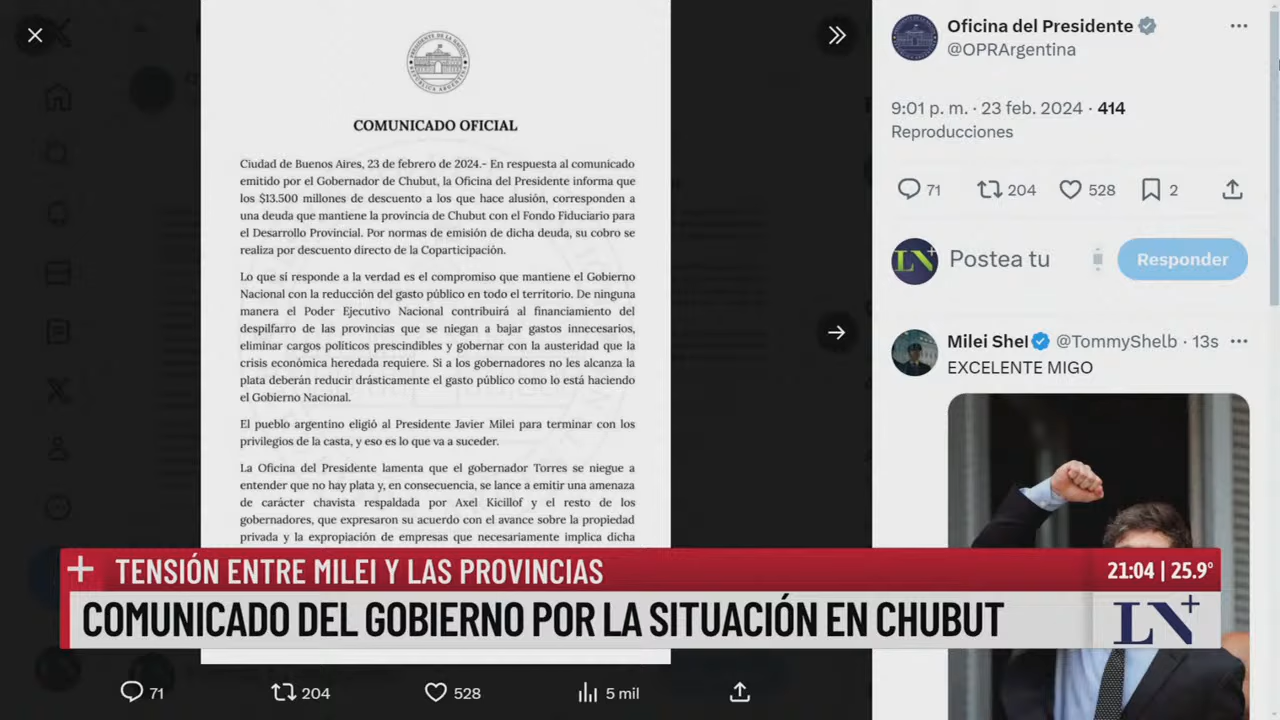 COMUNICADO OFICIAL
Ciudad de Buenos Aires, 23 de febrero de 2024.- En respuesta al comunicado
emitido por el Gobernador de Chubut, la Oficina del Presidente informa que
los $13.500 millones de descuento a los que hace alusión, corresponden a
una deuda que mantiene la provincia de Chubut con el Fondo Fiduciario para
el Desarrollo Provincial. Por normas de emisión de dicha deuda, su cobro se
realiza por descuento directo de la Coparticipación.
Lo que sí responde a la verdad es el compromiso que mantiene el Gobierno
Nacional con la reducción del gasto público en todo el territorio. De ninguna
manera el Poder Ejecutivo Nacional contribuirá al financiamiento del
despilfarro de las provincias que se niegan a bajar gastos innecesarios,
eliminar cargos políticos prescindibles y gobernar con la austeridad que la
crisis económica heredada requiere. Si a los gobernadores no les alcanza la
plata deberán reducir drásticamente el gasto público como lo está haciendo
el Gobierno Nacional.
El pueblo argentino eligió al Presidente Javier Milei para terminar con los
privilegios de la casta, y eso es lo que va a suceder.
La Oficina del Presidente lamenta que el gobernador Torres se niegue a
entender que no hay plata y, en consecuencia, se lance a emitir una amenaza
de carácter chavista respaldada por Axel Kicillof y el resto de los
gobernadores, que expresaron su acuerdo con el avance sobre la propiedad
privada y la expropiación de empresas que necesariamente implica dicha
71
204
528
5 mil
Oficina del Presidente
@OPRArgentina
9:01 p. m. · 23 feb. 2024 · 414
Reproducciones
71
204
528
2
LN+
Postea tu
Responder
Milei Shel @TommyShelb · 13s
EXCELENTE MIGO
TENSIÓN ENTRE MILEI Y LAS PROVINCIAS
21:04 | 25.9°
COMUNICADO DEL GOBIERNO POR LA SITUACIÓN EN CHUBUT
LN+